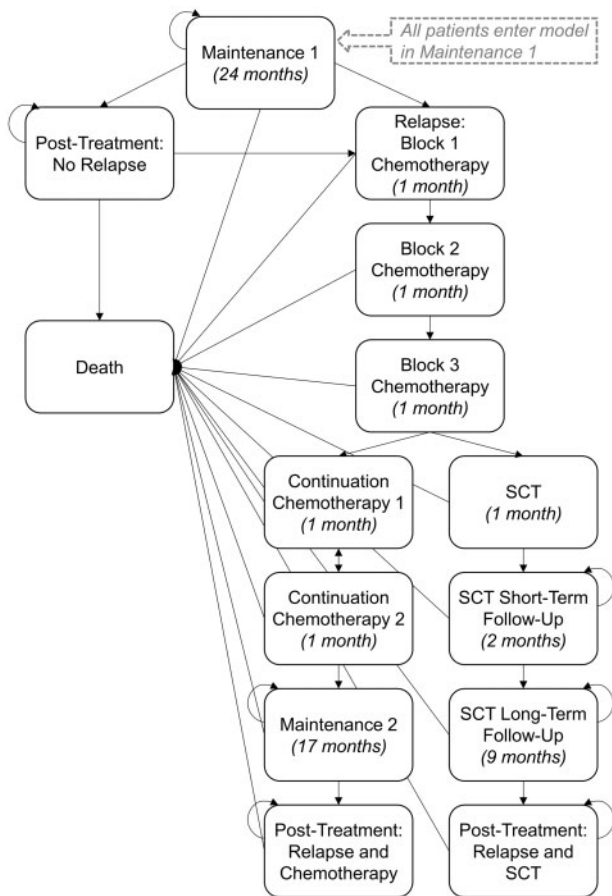 All patients enter model
in Maintenance 1
Maintenance 1
(24 months)
Post-Treatment:
No Relapse
Relapse:
Block 1
Chemotherapy
(1 month)
Block 2
Chemotherapy
(1 month)
Death
Block 3
Chemotherapy
(1 month)
Continuation
Chemotherapy 1
(1 month)
SCT
(1 month)
Continuation
Chemotherapy 2
(1 month)
SCT Short-Term
Follow-Up
(2 months)
Maintenance 2
(17 months)
SCT Long-Term
Follow-Up
(9 months)
Post-Treatment:
Relapse and
Chemotherapy
Post-Treatment:
Relapse and
SCT